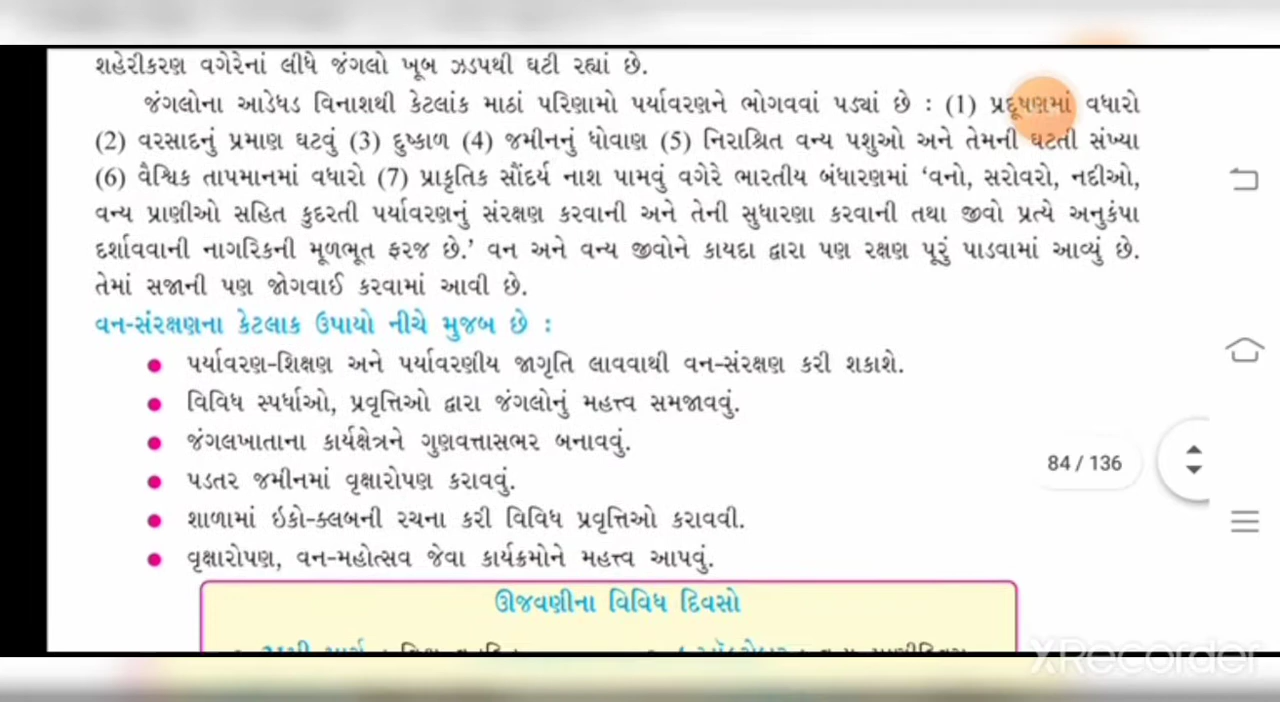 શહેરીકરણ વગેરેનાં લીધે જંગલો ખૂબ ઝડપથી ઘટી રહ્યાં છે.
જંગલોના આડેધડ વિનાશથી કેટલાંક માઠાં પરિણામો પર્યાવરણને ભોગવવાં પડ્યાં છે : (1) પ્રદૂષણમાં વધારો
(2) વરસાદનું પ્રમાણ ઘટવું (3) દુષ્કાળ (4) જમીનનું ધોવાણ (5) નિરાશ્રિત વન્ય પશુઓ અને તેમની ઘટતી સંખ્યા
(6) વૈશ્વિક તાપમાનમાં વધારો (7) પ્રાકૃતિક સૌંદર્ય નાશ પામવું વગેરે ભારતીય બંધારણમાં ‘વનો, સરોવરો, નદીઓ,
વન્ય પ્રાણીઓ સહિત કુદરતી પર્યાવરણનું સંરક્ષણ કરવાની અને તેની સુધારણા કરવાની તથા જીવો પ્રત્યે અનુકંપા
દર્શાવવાની નાગરિકની મૂળભૂત ફરજ છે.’ વન અને વન્ય જીવોને કાયદા દ્વારા પણ રક્ષણ પૂરું પાડવામાં આવ્યું છે.
તેમાં સજાની પણ જોગવાઈ કરવામાં આવી છે.
વન-સંરક્ષણના કેટલાક ઉપાયો નીચે મુજબ છે :
● પર્યાવરણ-શિક્ષણ અને પર્યાવરણીય જાગૃતિ લાવવાથી વન-સંરક્ષણ કરી શકાશે.
● વિવિધ સ્પર્ધાઓ, પ્રવૃત્તિઓ દ્વારા જંગલોનું મહત્ત્વ સમજાવવું.
● જંગલખાતાના કાર્યક્ષેત્રને ગુણવત્તાસભર બનાવવું.
● પડતર જમીનમાં વૃક્ષારોપણ કરાવવું.
84 / 136
● શાળામાં ઇકો-ક્લબની રચના કરી વિવિધ પ્રવૃત્તિઓ કરાવવી.
● વૃક્ષારોપણ, વન-મહોત્સવ જેવા કાર્યક્રમોને મહત્ત્વ આપવું.
ઊજવણીના વિવિધ દિવસો
XRecorder